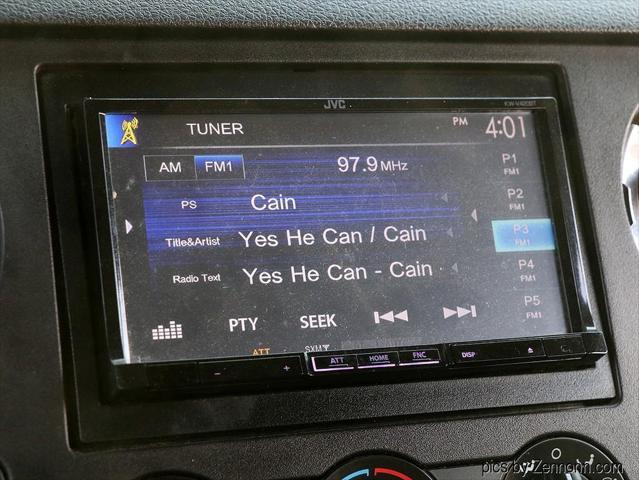 JVC
TUNER
PM 4:01
AM FM1 97.9 MHz
P1
FM1
PS Cain
P2
FM1
Title&Artist Yes He Can / Cain
P3
FM1
Radio Text Yes He Can - Cain
P4
FM1
PTY SEEK
P5
FM1
ATT SXM
- + ATT HOME FNC DISP
pics by Zennonn.com